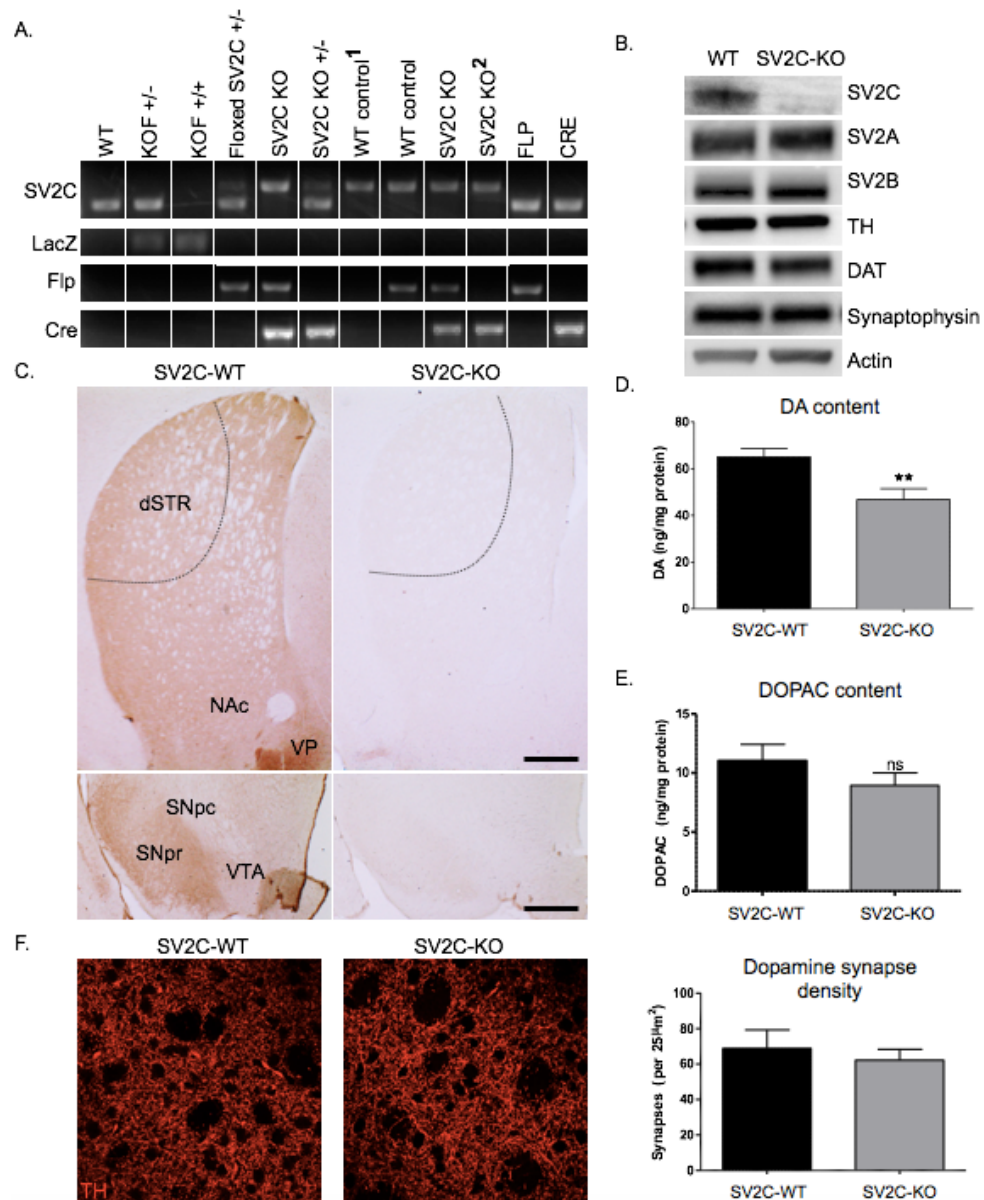 A.
WT
KOF +/-
KOF +/+
Floxed SV2C +/-
SV2C KO
SV2C KO +/-
WT control1
WT control
SV2C KO
SV2C KO2
FLP
CRE
SV2C
LacZ
Flp
Cre
B.
WT SV2C-KO
SV2C
SV2A
SV2B
TH
DAT
Synaptophysin
Actin
C.
SV2C-WT SV2C-KO
dSTR
NAc
VP
SNpc
SNpr
VTA
D.
DA content
DA (ng/mg protein)
80
60
40
20
0
★★
SV2C-WT SV2C-KO
E.
DOPAC content
DOPAC (ng/mg protein)
15
10
5
0
ns
SV2C-WT SV2C-KO
F.
SV2C-WT SV2C-KO
TH
Dopamine synapse
density
Synapses (per 25µm²)
100
80
60
40
20
0
SV2C-WT SV2C-KO